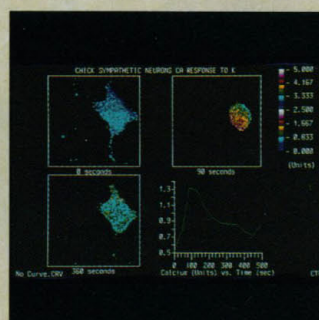 CHICK SYMPATHETIC NEURONS CA RESPONSE TO K
5.000
4.167
3.333
2.500
1.667
0.833
0.000
(Units)
0 seconds
90 seconds
1.3
1.1
0.9
0.7
0.5
0 100 200 300 400 500
No Curve.CRV 360 seconds Calcium (Units) vs. Time (sec)